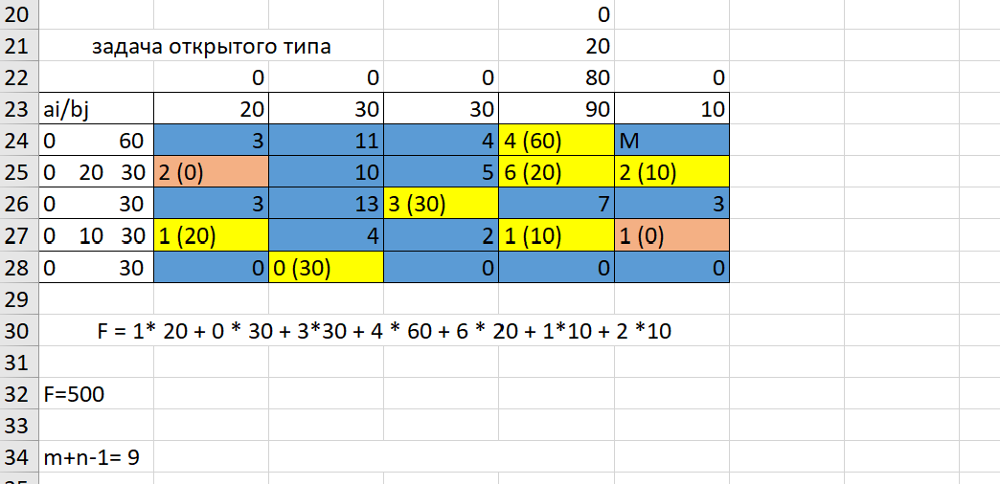 20 0
21 задача открытого типа 20
22 0 0 0 80 0
23 ai/bj 20 30 30 90 10
24 0 60 3 11 4 4 (60) M
25 0 20 30 2 (0) 10 5 6 (20) 2 (10)
26 0 30 3 13 3 (30) 7 3
27 0 10 30 1 (20) 4 2 1 (10) 1 (0)
28 0 30 0 0 (30) 0 0 0
29
30 F = 1* 20 + 0 * 30 + 3*30 + 4 * 60 + 6 * 20 + 1*10 + 2 *10
31
32 F=500
33
34 m+n-1= 9